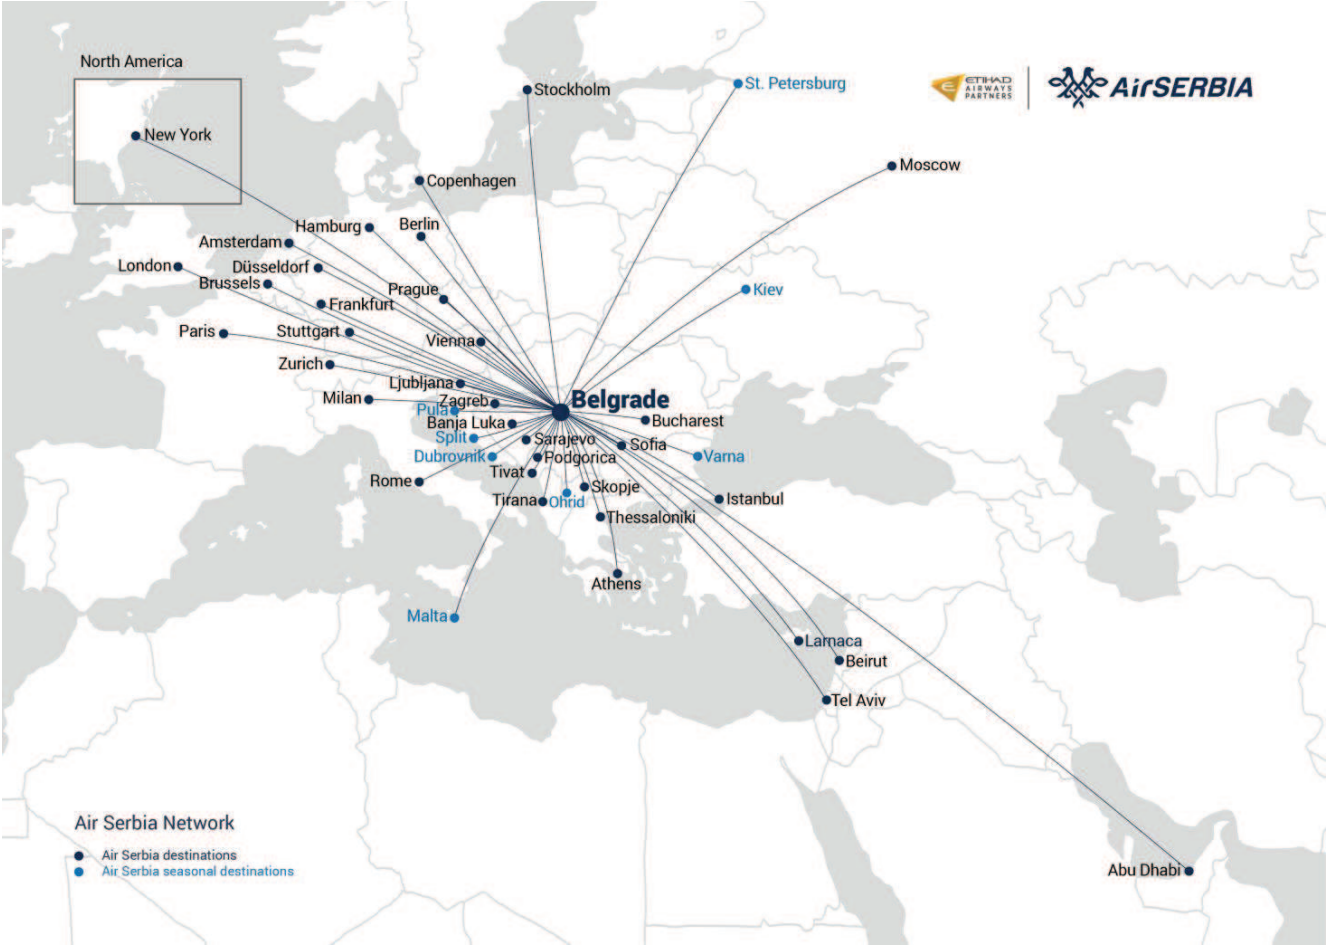 North America
New York
Stockholm
St. Petersburg
ETIHAD
AIRWAYS
PARTNERS
AirSERBIA
Moscow
Copenhagen
Hamburg
Berlin
Amsterdam
London
Düsseldorf
Brussels
Prague
Kiev
Frankfurt
Paris
Stuttgart
Vienna
Zurich
Ljubljana
Milan
Zagreb
Belgrade
Pula
Banja Luka
Bucharest
Split
Sarajevo
Sofia
Dubrovnik
Podgorica
Varna
Tivat
Rome
Skopje
Tirana
Ohrid
Istanbul
Thessaloniki
Athens
Malta
Larnaca
Beirut
Tel Aviv
Abu Dhabi
Air Serbia Network
Air Serbia destinations
Air Serbia seasonal destinations